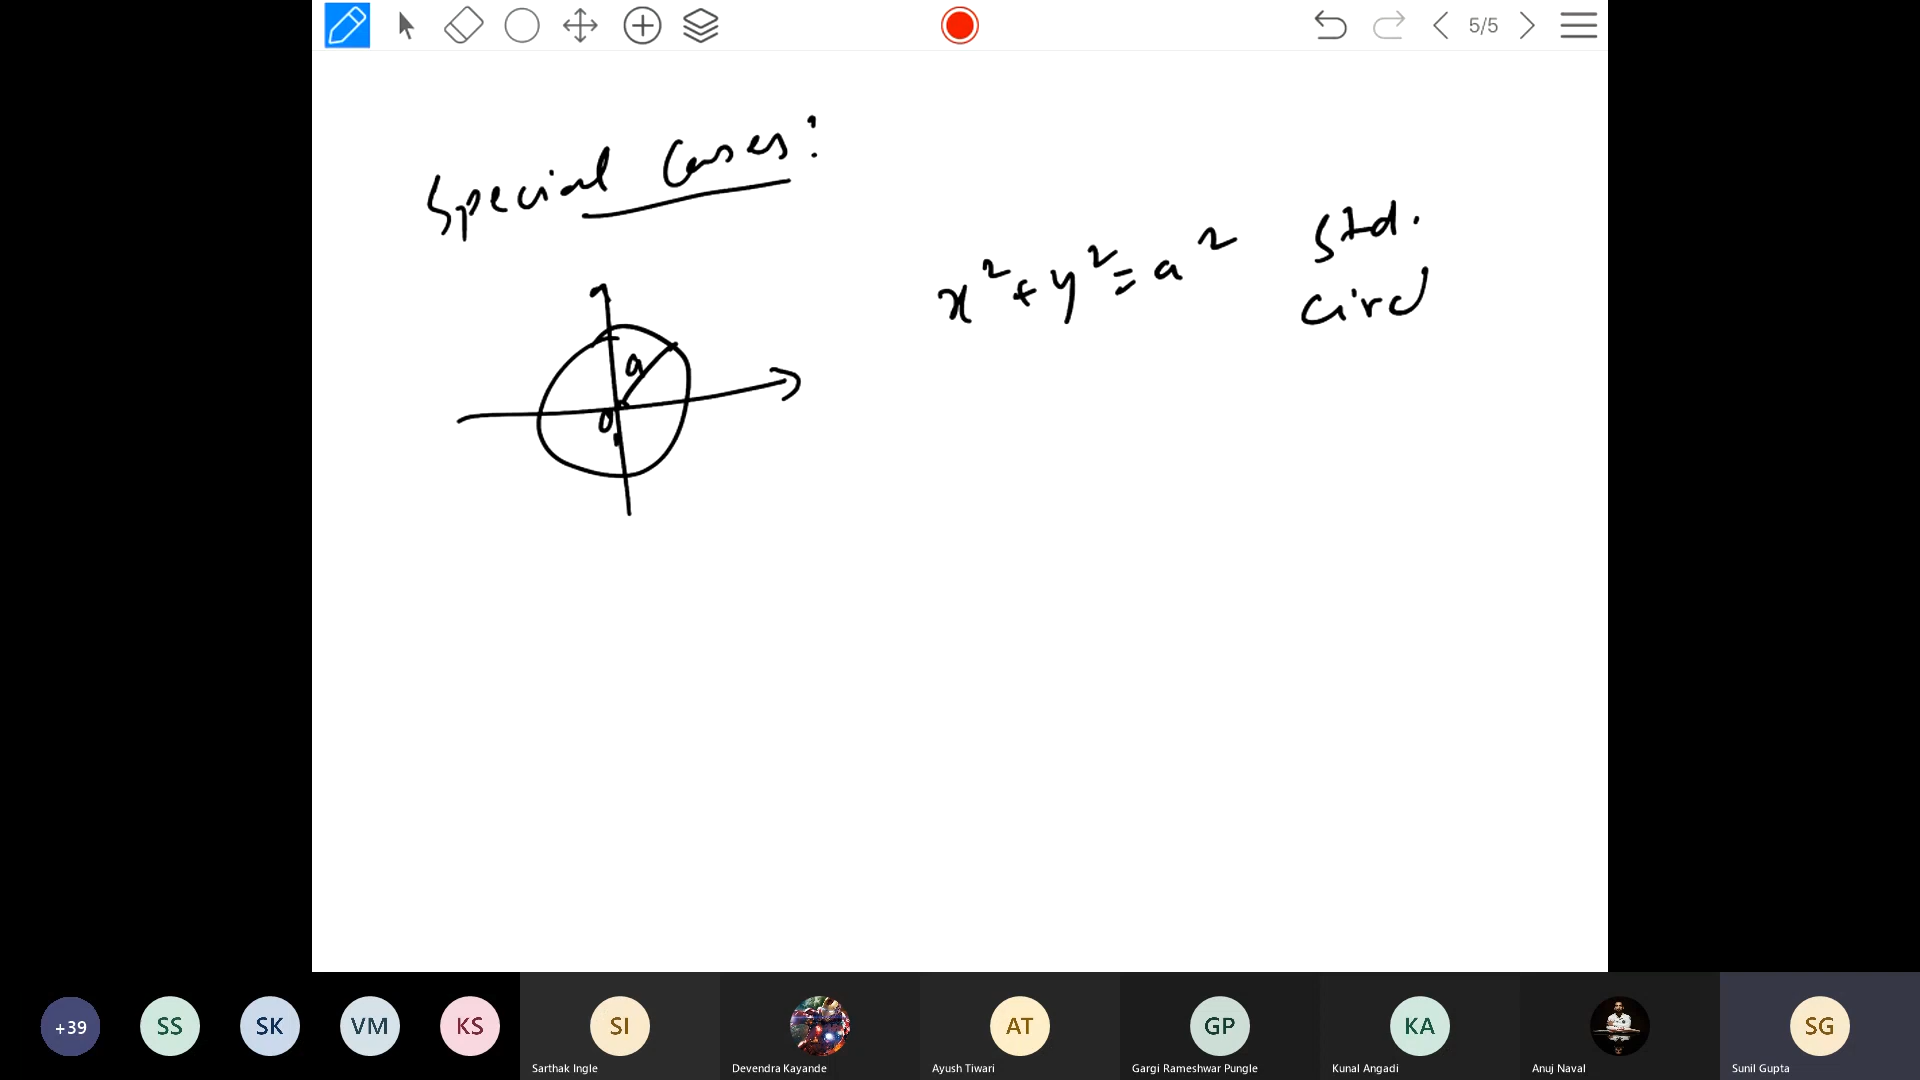 5/5
Special Cases:
x²+y²=a² Std.
circl
a
0
+39
SS
SK
VM
KS
SI
AT
GP
KA
SG
Sarthak Ingle
Devendra Kayande
Ayush Tiwari
Gargi Rameshwar Pungle
Kunal Angadi
Anuj Naval
Sunil Gupta